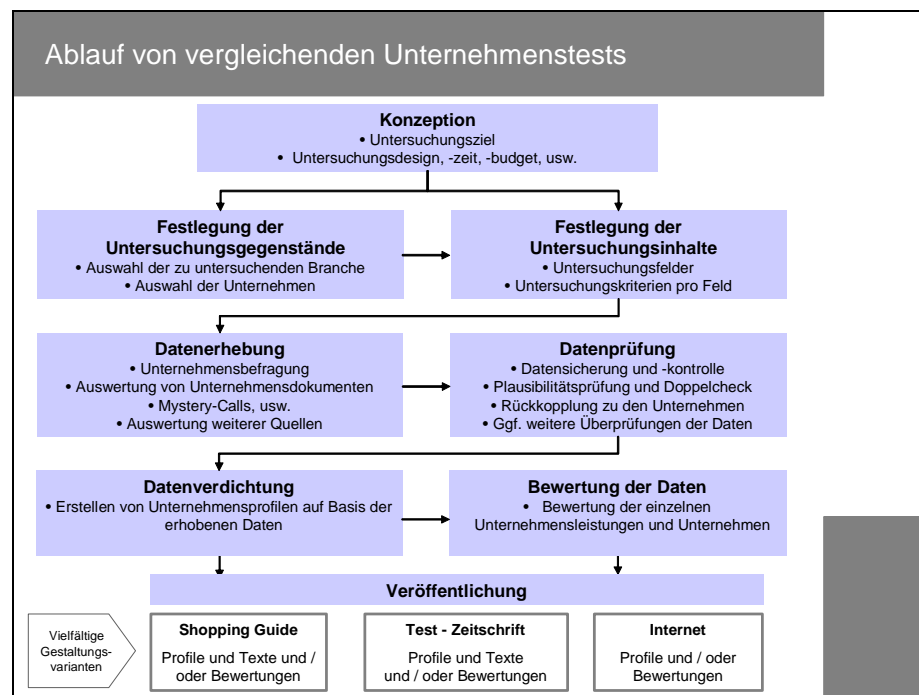 Ablauf von vergleichenden Unternehmenstests
Konzeption
• Untersuchungsziel
• Untersuchungsdesign, -zeit, -budget, usw.
Festlegung der
Untersuchungsgegenstände
• Auswahl der zu untersuchenden Branche
• Auswahl der Unternehmen
Festlegung der
Untersuchungsinhalte
• Untersuchungsfelder
• Untersuchungskriterien pro Feld
Datenerhebung
• Unternehmensbefragung
• Auswertung von Unternehmensdokumenten
• Mystery-Calls, usw.
• Auswertung weiterer Quellen
Datenprüfung
• Datensicherung und -kontrolle
• Plausibilitätsprüfung und Doppelcheck
• Rückkopplung zu den Unternehmen
• Ggf. weitere Überprüfungen der Daten
Datenverdichtung
• Erstellen von Unternehmensprofilen auf Basis der
erhobenen Daten
Bewertung der Daten
• Bewertung der einzelnen
Unternehmensleistungen und Unternehmen
Veröffentlichung
Vielfältige
Gestaltungs-
varianten
Shopping Guide
Profile und Texte und /
oder Bewertungen
Test - Zeitschrift
Profile und Texte
und / oder Bewertungen
Internet
Profile und / oder
Bewertungen